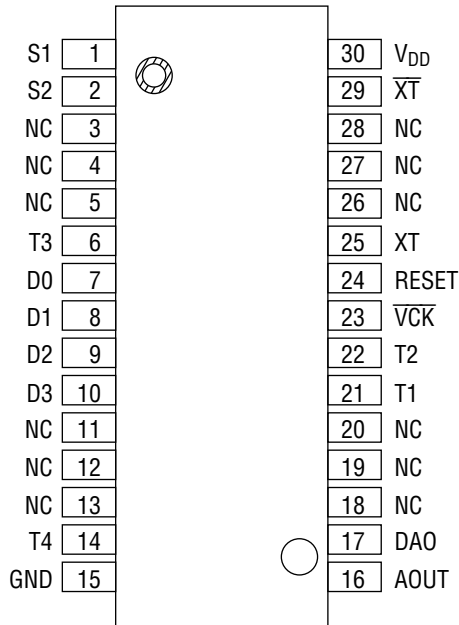 S1 1 30 V_DD
S2 2 29 X̅T̅
NC 3 28 NC
NC 4 27 NC
NC 5 26 NC
T3 6 25 XT
D0 7 24 RESET
D1 8 23 V̅C̅K̅
D2 9 22 T2
D3 10 21 T1
NC 11 20 NC
NC 12 19 NC
NC 13 18 NC
T4 14 17 DAO
GND 15 16 AOUT